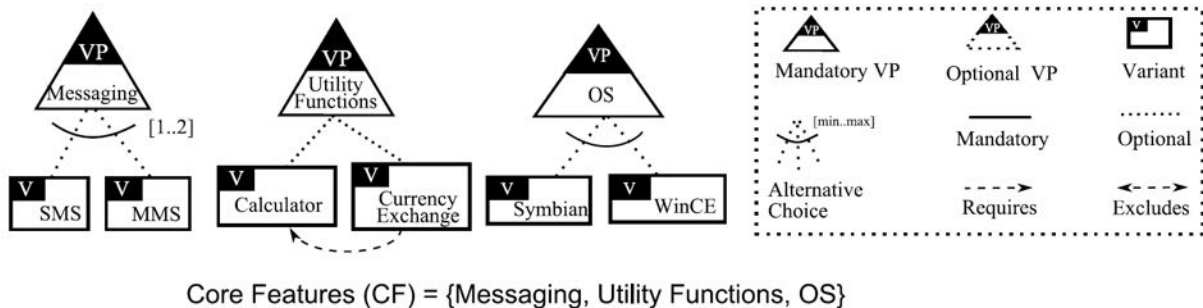 VP
Messaging
[1..2]
V
SMS
V
MMS
VP
Utility
Functions
V
Calculator
V
Currency
Exchange
VP
OS
V
Symbian
V
WinCE
VP
Mandatory VP
VP
Optional VP
V
Variant
[min..max]
Alternative
Choice
Mandatory
Optional
Requires
Excludes
Core Features (CF) = {Messaging, Utility Functions, OS}